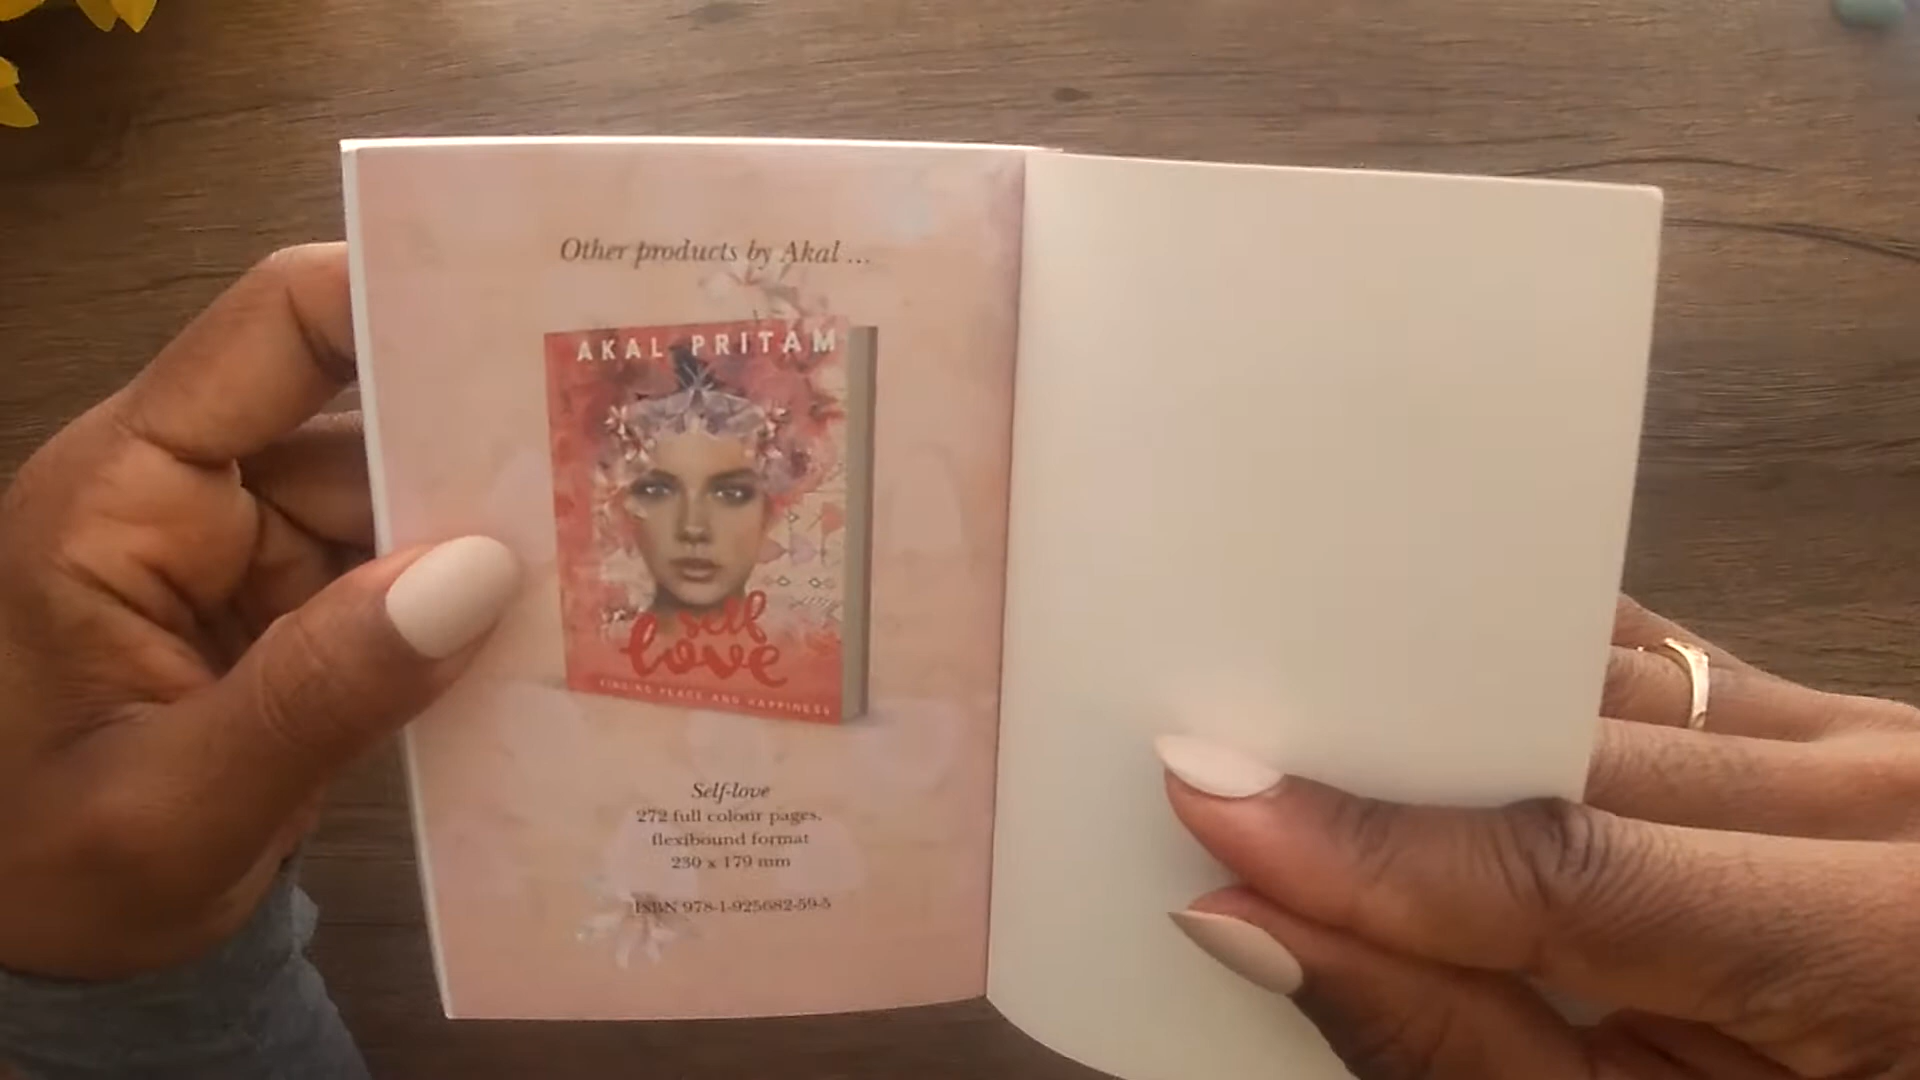 Other products by Akal ...
AKAL PRITAM
self
love
FINDING PEACE AND HAPPINESS
Self-love
272 full colour pages,
flexibound format
230 x 179 mm
ISBN 978-1-925682-59-5